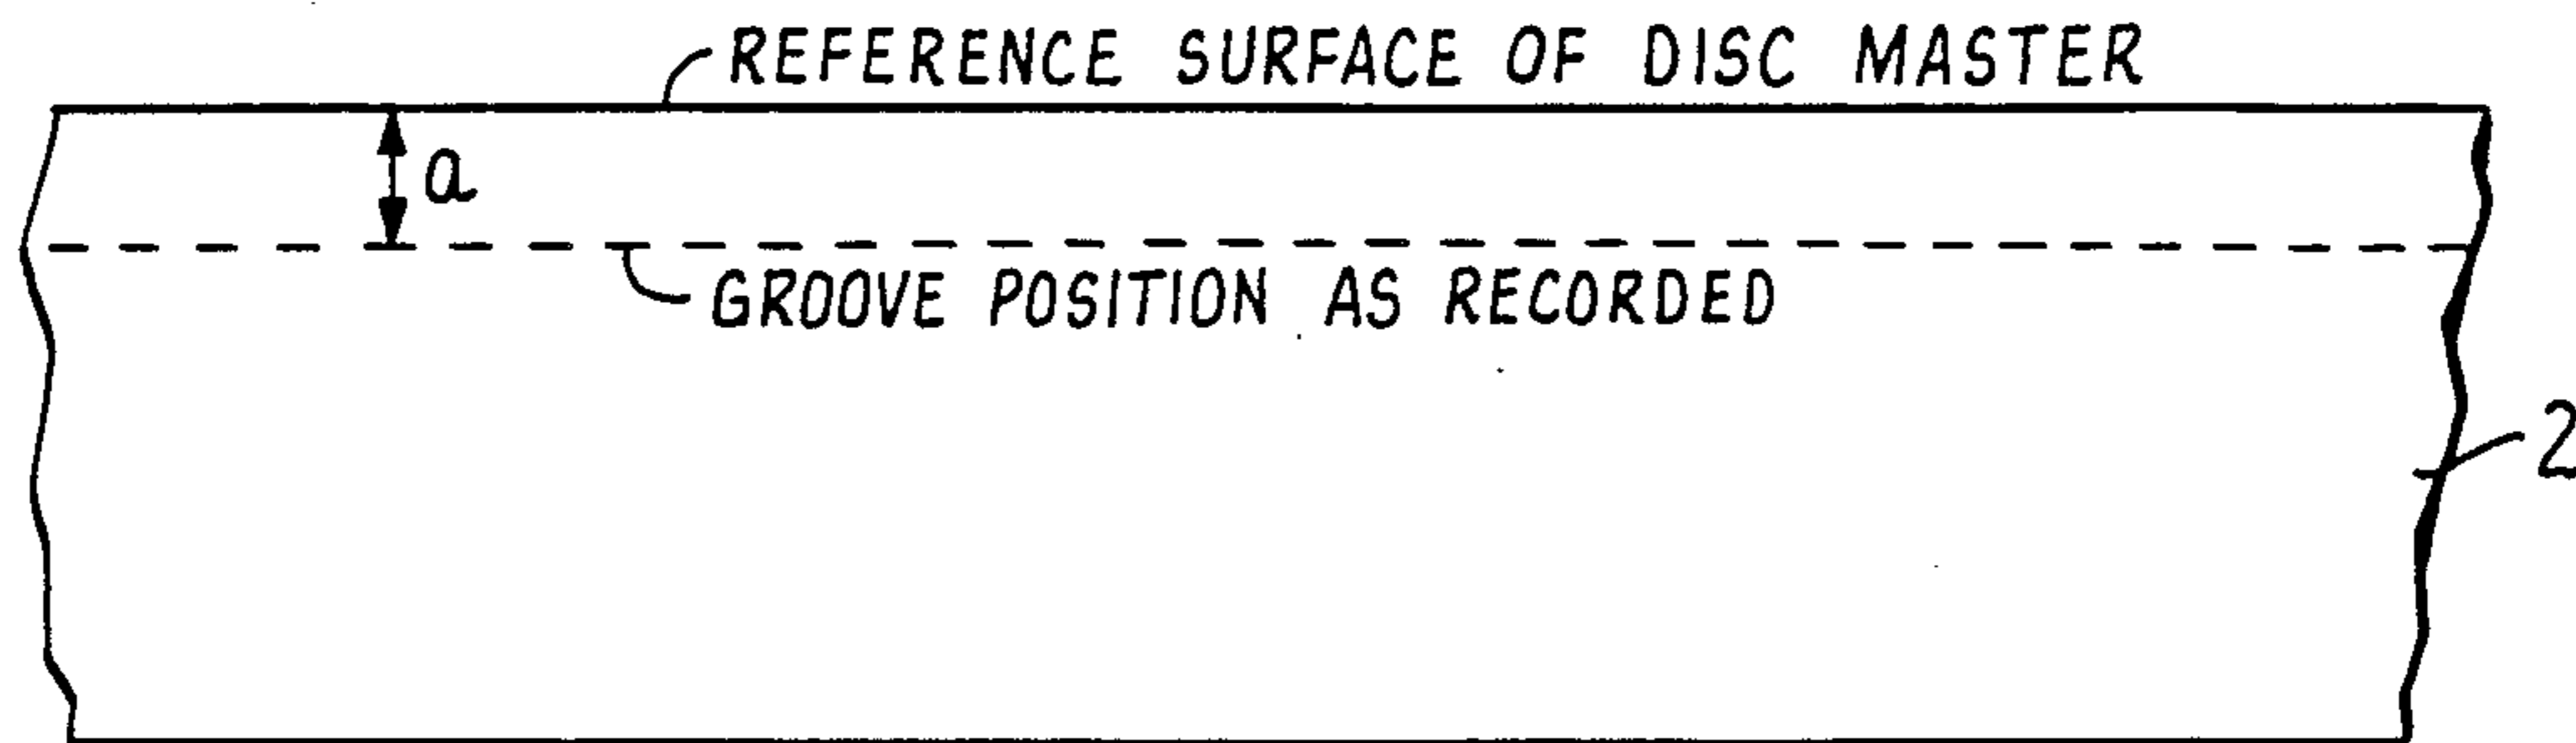 REFERENCE SURFACE OF DISC MASTER
a
GROOVE POSITION AS RECORDED
2